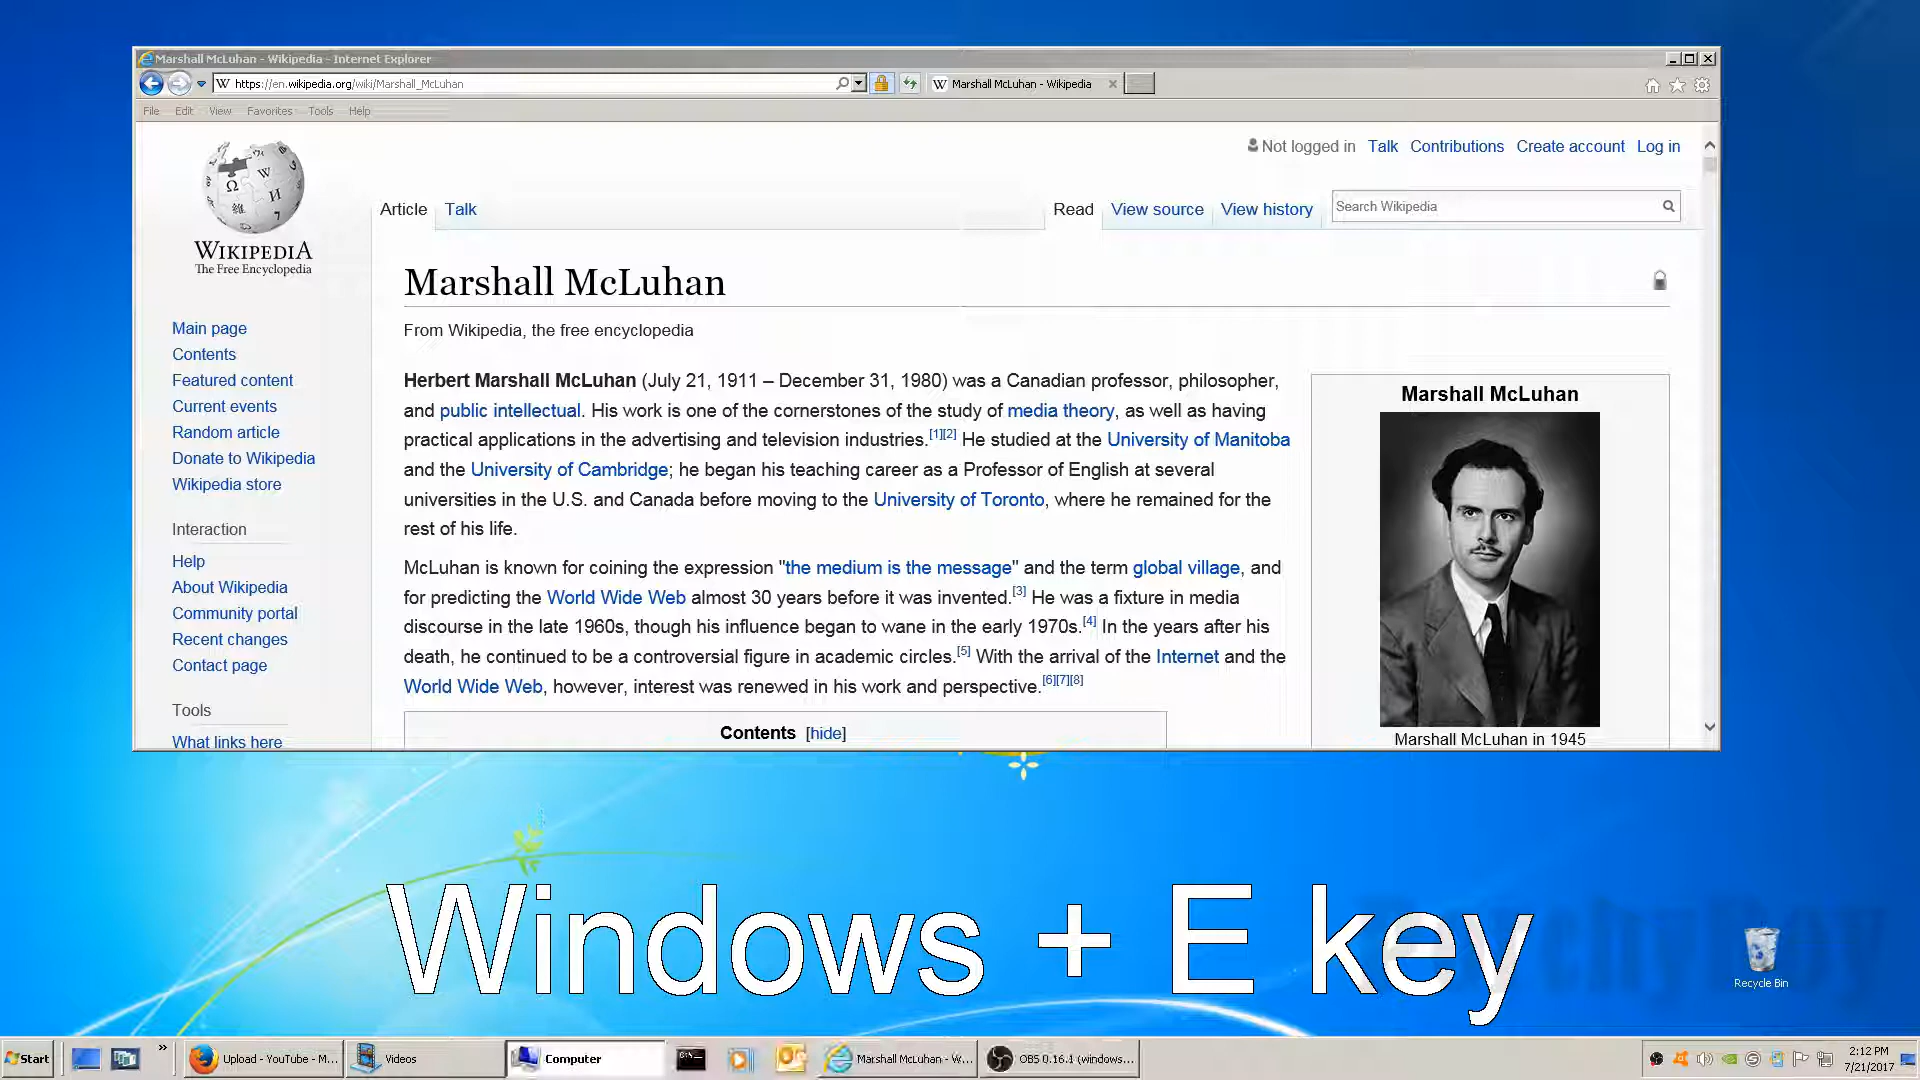 Marshall McLuhan - Wikipedia - Internet Explorer
https://en.wikipedia.org/wiki/Marshall_McLuhan
Marshall McLuhan - Wikipedia
File Edit View Favorites Tools Help
Not logged in Talk Contributions Create account Log in
Article Talk Read View source View history Search Wikipedia
WIKIPEDIA
The Free Encyclopedia
Marshall McLuhan
From Wikipedia, the free encyclopedia
Main page
Contents
Featured content
Current events
Random article
Donate to Wikipedia
Wikipedia store
Interaction
Help
About Wikipedia
Community portal
Recent changes
Contact page
Tools
What links here
Herbert Marshall McLuhan (July 21, 1911 – December 31, 1980) was a Canadian professor, philosopher,
and public intellectual. His work is one of the cornerstones of the study of media theory, as well as having
practical applications in the advertising and television industries.[1][2] He studied at the University of Manitoba
and the University of Cambridge; he began his teaching career as a Professor of English at several
universities in the U.S. and Canada before moving to the University of Toronto, where he remained for the
rest of his life.
McLuhan is known for coining the expression "the medium is the message" and the term global village, and
for predicting the World Wide Web almost 30 years before it was invented.[3] He was a fixture in media
discourse in the late 1960s, though his influence began to wane in the early 1970s.[4] In the years after his
death, he continued to be a controversial figure in academic circles.[5] With the arrival of the Internet and the
World Wide Web, however, interest was renewed in his work and perspective.[6][7][8]
Contents [hide]
Marshall McLuhan
Marshall McLuhan in 1945
Windows + E key
Recycle Bin
Start
Upload - YouTube - M...
Videos
Computer
Marshall McLuhan - W...
OBS 0.16.1 (windows...
2:12 PM
7/21/2017